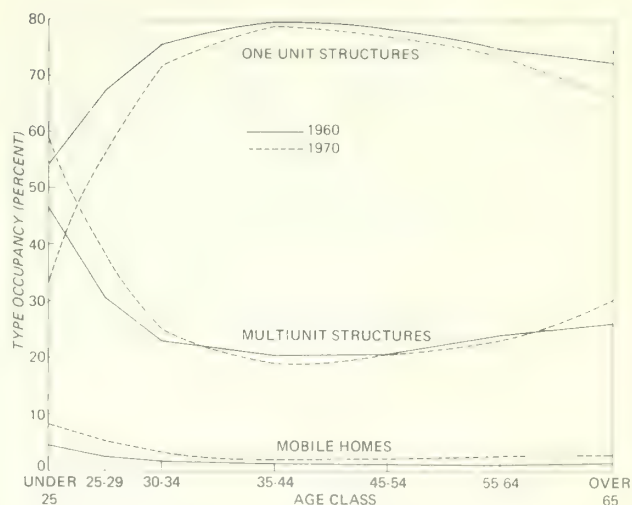 80
70
60
50
40
30
20
10
0
TYPE OCCUPANCY (PERCENT)
ONE UNIT STRUCTURES
1960
1970
MULTIUNIT STRUCTURES
MOBILE HOMES
UNDER 25
25-29
30-34
35-44
45-54
55-64
OVER 65
AGE CLASS